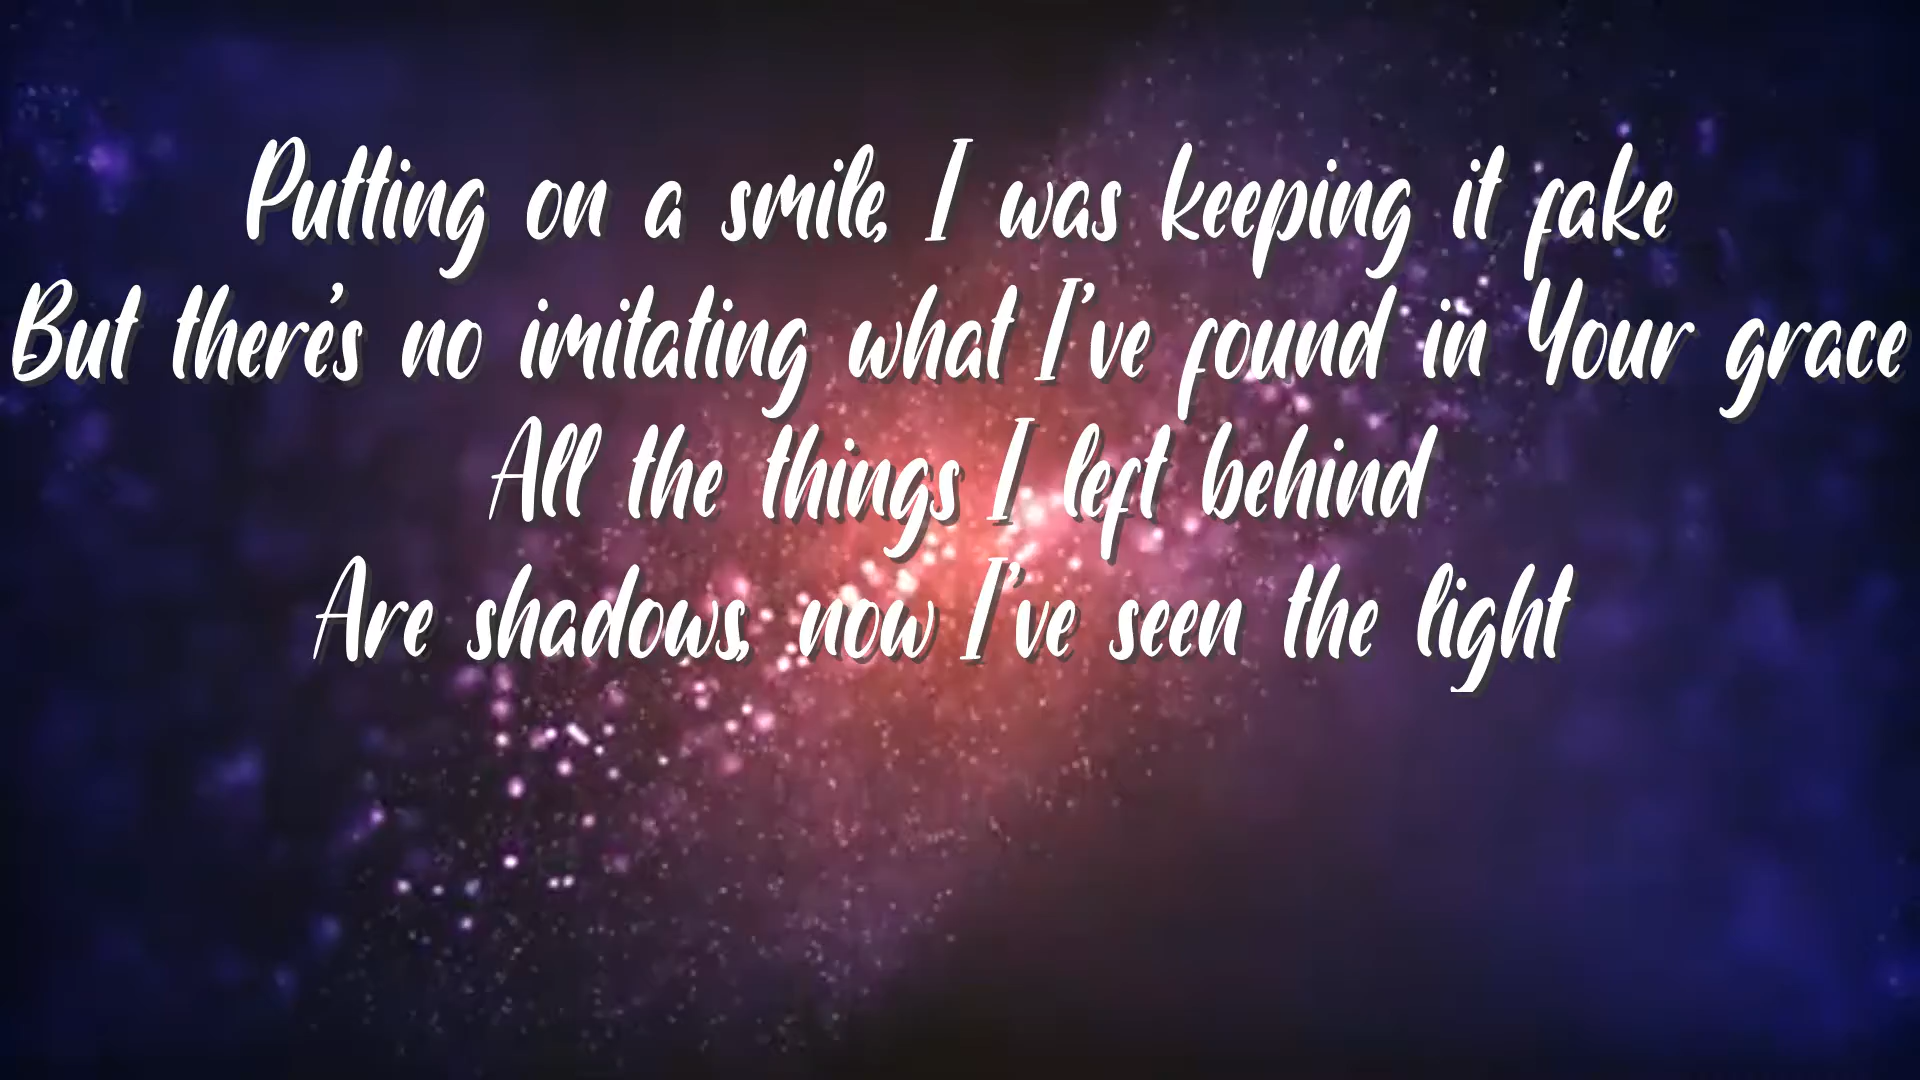 Putting on a smile, I was keeping it fake
But there's no imitating what I've found in Your grace
All the things I left behind
Are shadows, now I've seen the light